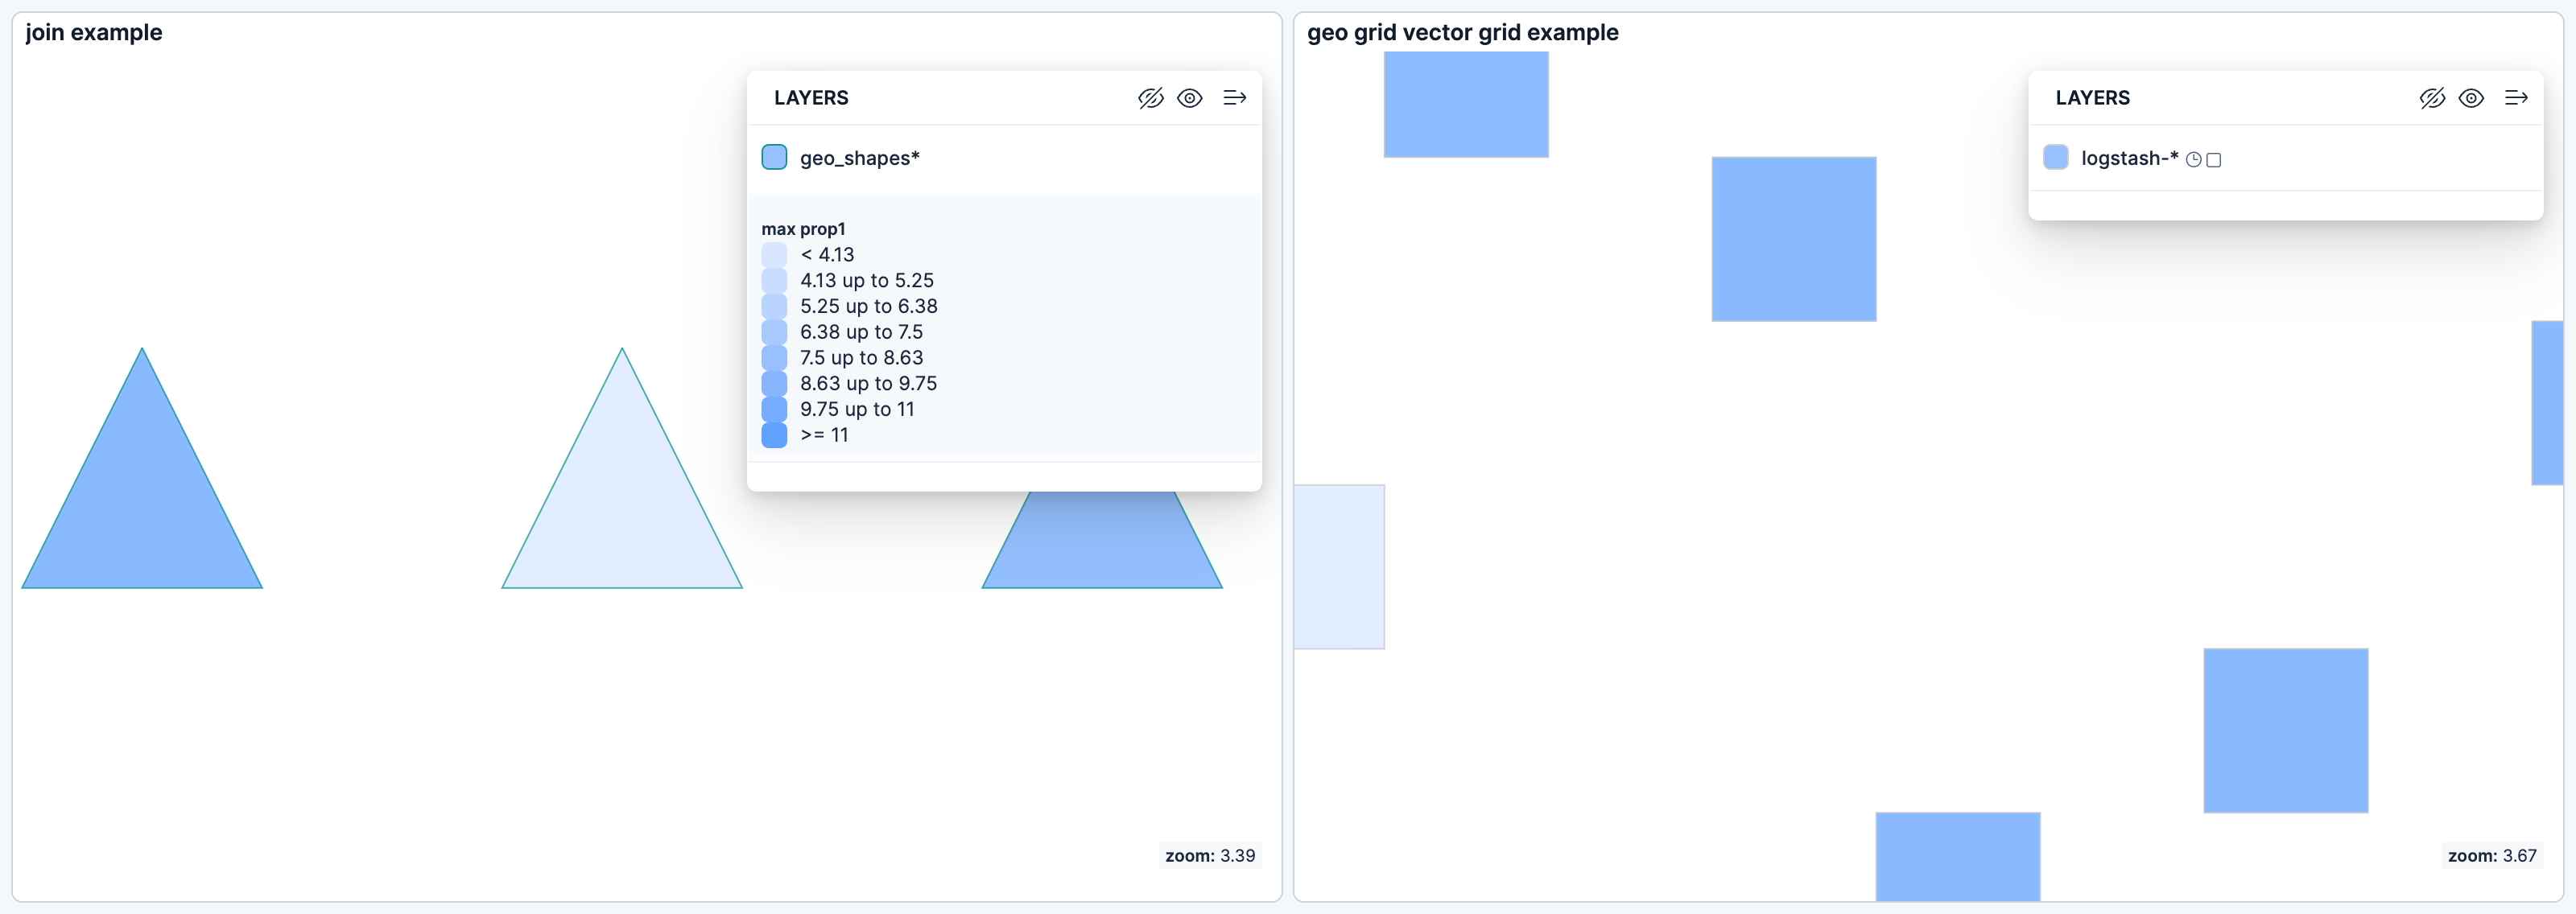 join example
LAYERS
geo_shapes*
max prop1
< 4.13
4.13 up to 5.25
5.25 up to 6.38
6.38 up to 7.5
7.5 up to 8.63
8.63 up to 9.75
9.75 up to 11
>= 11
zoom: 3.39
geo grid vector grid example
LAYERS
logstash-*
zoom: 3.67